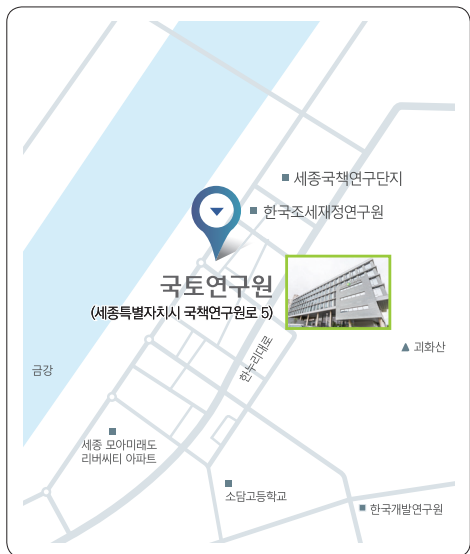 세종국책연구단지
한국조세재정연구원
국토연구원
(세종특별자치시 국책연구원로 5)
한누리대로
괴화산
금강
세종 모아미래도
리버씨티 아파트
소담고등학교
한국개발연구원